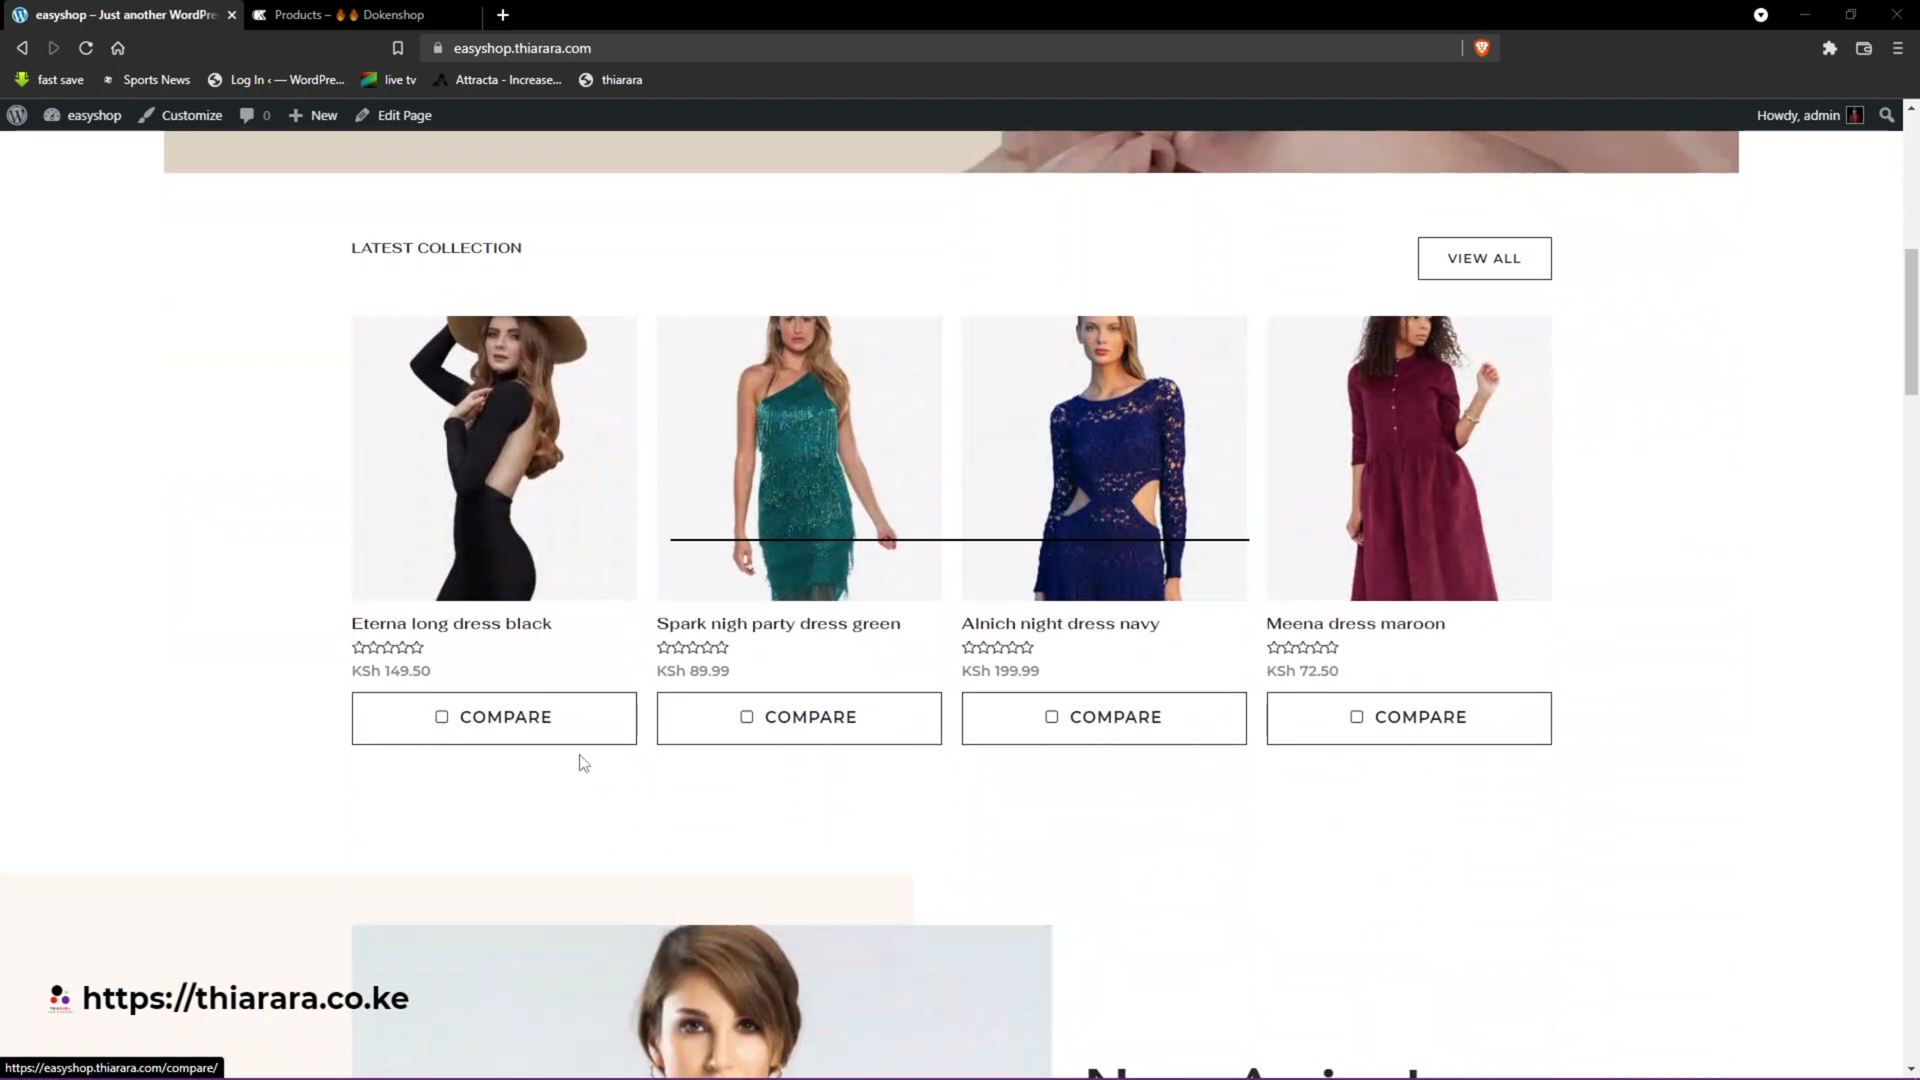 easyshop – Just another WordPre
Products – 🔥🔥 Dokenshop
easyshop.thiarara.com
fast save
Sports News
Log In ‹ — WordPre...
live tv
Attracta - Increase...
thiarara
easyshop
Customize
0
New
Edit Page
Howdy, admin
LATEST COLLECTION
VIEW ALL
Eterna long dress black
Spark nigh party dress green
Alnich night dress navy
Meena dress maroon
KSh 149.50
KSh 89.99
KSh 199.99
KSh 72.50
COMPARE
COMPARE
COMPARE
COMPARE
https://thiarara.co.ke
https://easyshop.thiarara.com/compare/